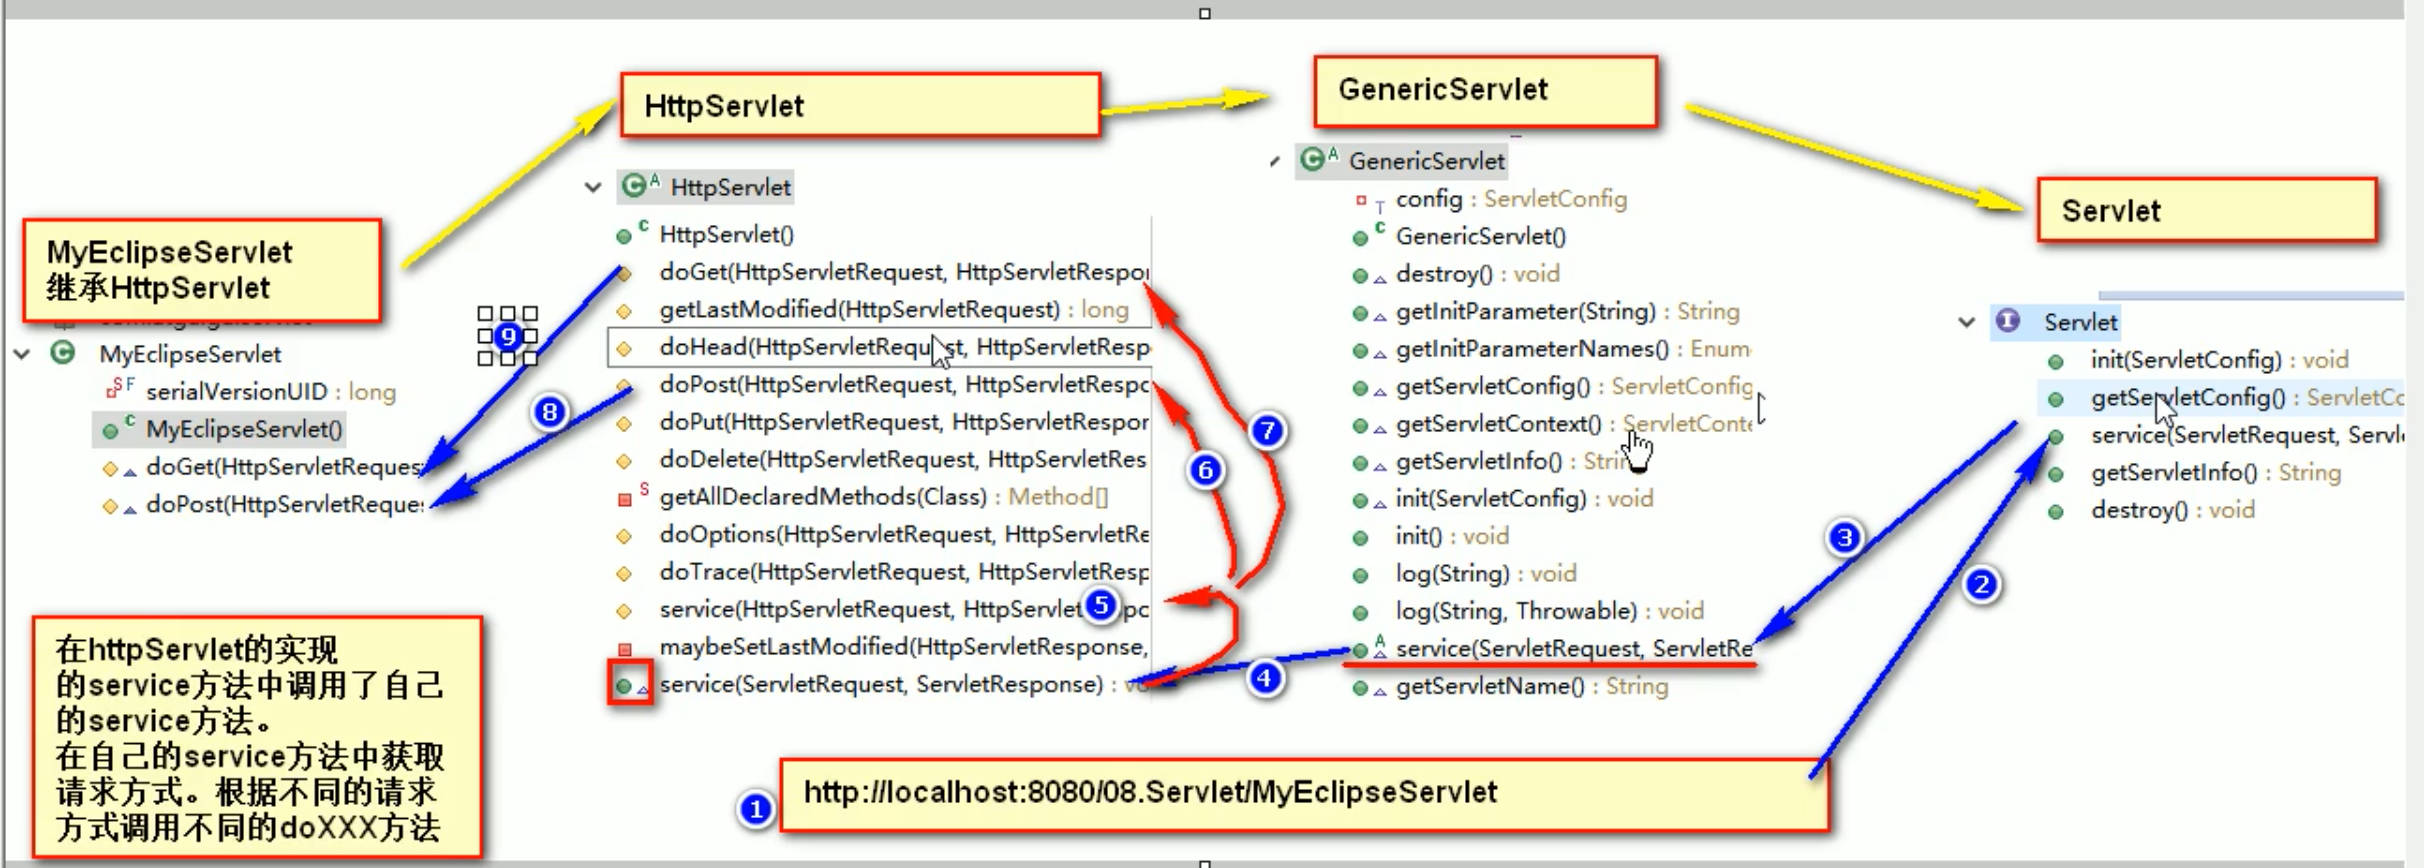 HttpServlet
GenericServlet
Servlet
MyEclipseServlet
继承HttpServlet
MyEclipseServlet
serialVersionUID : long
MyEclipseServlet()
doGet(HttpServletReques
doPost(HttpServletReque
HttpServlet
HttpServlet()
doGet(HttpServletRequest, HttpServletRespo
getLastModified(HttpServletRequest) : long
doHead(HttpServletRequest, HttpServletResp
doPost(HttpServletRequest, HttpServletRespo
doPut(HttpServletRequest, HttpServletRespor
doDelete(HttpServletRequest, HttpServletRes
getAllDeclaredMethods(Class) : Method[]
doOptions(HttpServletRequest, HttpServletRe
doTrace(HttpServletRequest, HttpServletResp
service(HttpServletRequest,
maybeSetLastModified(HttpServletResponse,
service(ServletRequest, ServletResponse) : vo
GenericServlet
config : ServletConfig
GenericServlet()
destroy() : void
getInitParameter(String) : String
getInitParameterNames() : Enum
getServletConfig() : ServletConfig
getServletContext() : ServletConte
getServletInfo() : Strin
init(ServletConfig) : void
init() : void
log(String) : void
log(String, Throwable) : void
service(ServletRequest, ServletRe
getServletName() : String
Servlet
init(ServletConfig) : void
getServletConfig() : ServletCo
service(ServletRequest, Servl
getServletInfo() : String
destroy() : void
9
8
7
6
5
4
3
2
在httpServlet的实现
的service方法中调用了自己
的service方法。
在自己的service方法中获取
请求方式。根据不同的请求
方式调用不同的doXXX方法
1
http://localhost:8080/08.Servlet/MyEclipseServlet